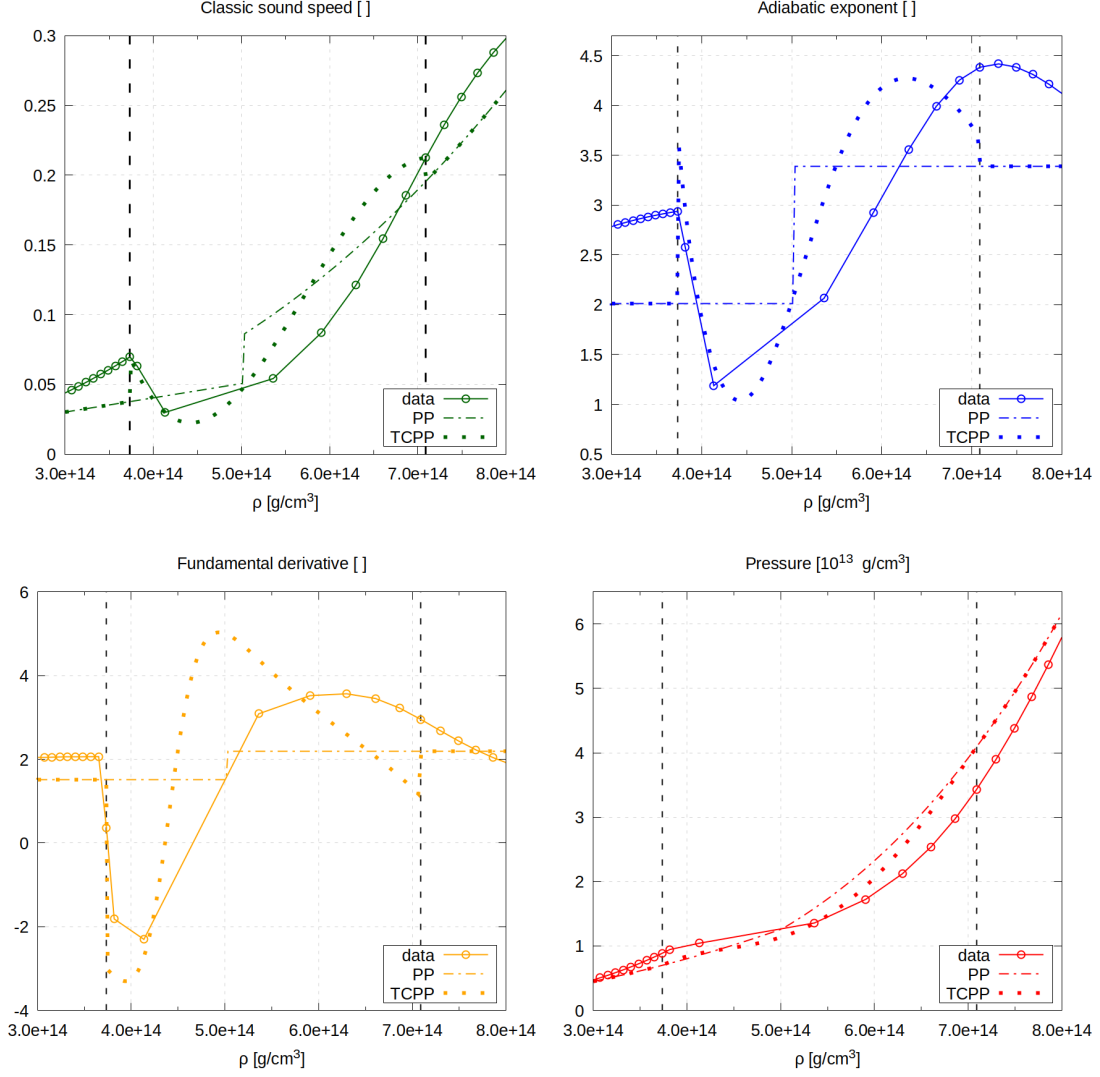 Classic sound speed [ ]
0.3
0.25
0.2
0.15
0.1
0.05
0
data
PP
TCPP
3.0e+14 4.0e+14 5.0e+14 6.0e+14 7.0e+14 8.0e+14
ρ [g/cm³]
Adiabatic exponent [ ]
4.5
4
3.5
3
2.5
2
1.5
1
0.5
data
PP
TCPP
3.0e+14 4.0e+14 5.0e+14 6.0e+14 7.0e+14 8.0e+14
ρ [g/cm³]
Fundamental derivative [ ]
6
4
2
0
-2
-4
data
PP
TCPP
3.0e+14 4.0e+14 5.0e+14 6.0e+14 7.0e+14 8.0e+14
ρ [g/cm³]
Pressure [10¹³ g/cm³]
6
5
4
3
2
1
0
data
PP
TCPP
3.0e+14 4.0e+14 5.0e+14 6.0e+14 7.0e+14 8.0e+14
ρ [g/cm³]